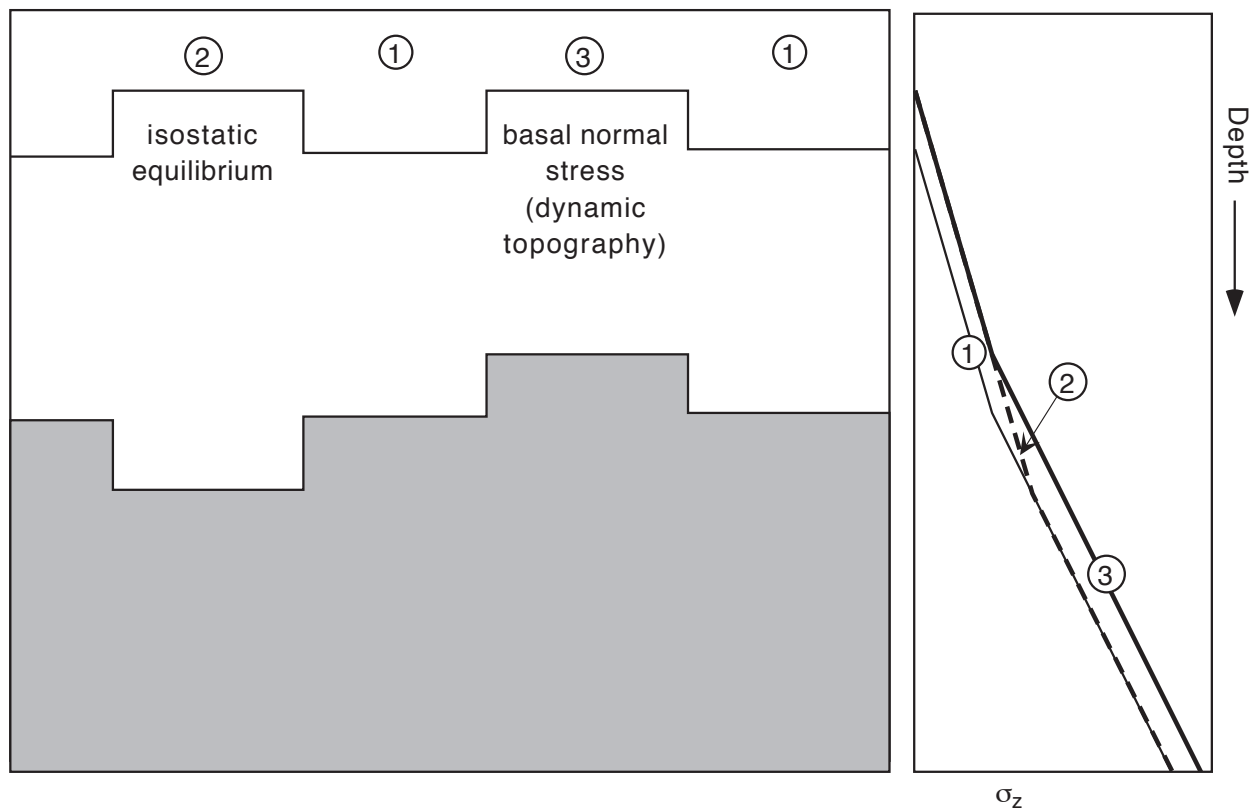 ②
①
③
①
isostatic
equilibrium
basal normal
stress
(dynamic
topography)
Depth
①
②
③
σz